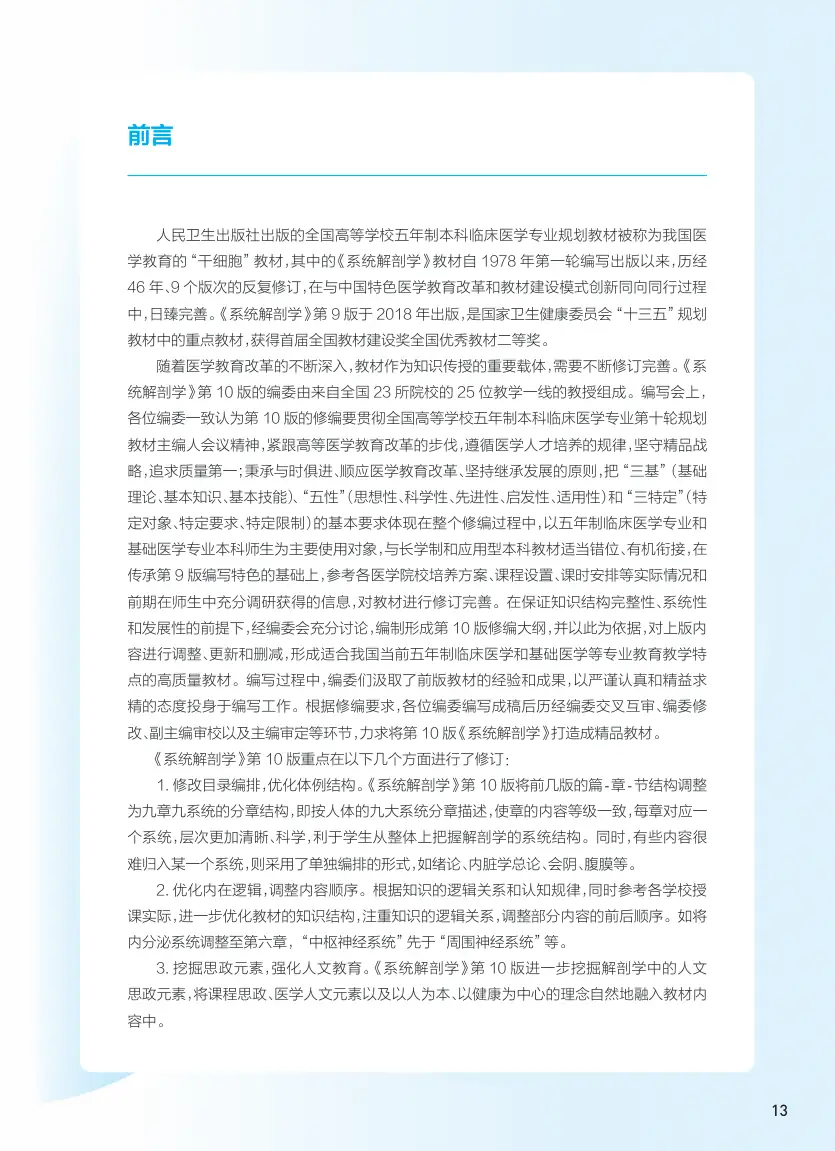 前言
人民卫生出版社出版的全国高等学校五年制本科临床医学专业规划教材被称为我国医
学教育的“干细胞”教材，其中的《系统解剖学》教材自 1978 年第一轮编写出版以来，历经
46 年、9 个版次的反复修订，在与中国特色医学教育改革和教材建设模式创新同向同行过程
中，日臻完善。《系统解剖学》第 9 版于 2018 年出版，是国家卫生健康委员会“十三五”规划
教材中的重点教材，获得首届全国教材建设奖全国优秀教材二等奖。
随着医学教育改革的不断深入，教材作为知识传授的重要载体，需要不断修订完善。《系
统解剖学》第 10 版的编委由来自全国 23 所院校的 25 位教学一线的教授组成。编写会上，
各位编委一致认为第 10 版的修编要贯彻全国高等学校五年制本科临床医学专业第十轮规划
教材主编人会议精神，紧跟高等医学教育改革的步伐，遵循医学人才培养的规律，坚守精品战
略，追求质量第一；秉承与时俱进、顺应医学教育改革、坚持继承发展的原则，把“三基”（基础
理论、基本知识、基本技能）、“五性”（思想性、科学性、先进性、启发性、适用性）和“三特定”（特
定对象、特定要求、特定限制）的基本要求体现在整个修编过程中，以五年制临床医学专业和
基础医学专业本科师生为主要使用对象，与长学制和应用型本科教材适当错位、有机衔接，在
传承第 9 版编写特色的基础上，参考各医学院校培养方案、课程设置、课时安排等实际情况和
前期在师生中充分调研获得的信息，对教材进行修订完善。在保证知识结构完整性、系统性
和发展性的前提下，经编委会充分讨论，编制形成第 10 版修编大纲，并以此为依据，对上版内
容进行调整、更新和删减，形成适合我国当前五年制临床医学和基础医学等专业教育教学特
点的高质量教材。编写过程中，编委们汲取了前版教材的经验和成果，以严谨认真和精益求
精的态度投身于编写工作。根据修编要求，各位编委编写成稿后历经编委交叉互审、编委修
改、副主编审校以及主编审定等环节，力求将第 10 版《系统解剖学》打造成精品教材。
《系统解剖学》第 10 版重点在以下几个方面进行了修订：
1. 修改目录编排，优化体例结构。《系统解剖学》第 10 版将前几版的篇-章-节结构调整
为九章九系统的分章结构，即按人体的九大系统分章描述，使章的内容等级一致，每章对应一
个系统，层次更加清晰、科学，利于学生从整体上把握解剖学的系统结构。同时，有些内容很
难归入某一个系统，则采用了单独编排的形式，如绪论、内脏学总论、会阴、腹膜等。
2. 优化内在逻辑，调整内容顺序。根据知识的逻辑关系和认知规律，同时参考各学校授
课实际，进一步优化教材的知识结构，注重知识的逻辑关系，调整部分内容的前后顺序。如将
内分泌系统调整至第六章，“中枢神经系统”先于“周围神经系统”等。
3. 挖掘思政元素，强化人文教育。《系统解剖学》第 10 版进一步挖掘解剖学中的人文
思政元素，将课程思政、医学人文元素以及以人为本、以健康为中心的理念自然地融入教材内
容中。
13